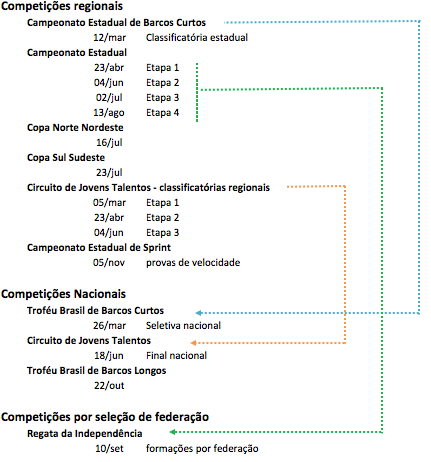 Competições regionais
Campeonato Estadual de Barcos Curtos
12/mar Classificatória estadual
Campeonato Estadual
23/abr Etapa 1
04/jun Etapa 2
02/jul Etapa 3
13/ago Etapa 4
Copa Norte Nordeste
16/jul
Copa Sul Sudeste
23/jul
Circuito de Jovens Talentos - classificatórias regionais
05/mar Etapa 1
23/abr Etapa 2
04/jun Etapa 3
Campeonato Estadual de Sprint
05/nov provas de velocidade
Competições Nacionais
Troféu Brasil de Barcos Curtos
26/mar Seletiva nacional
Circuito de Jovens Talentos
18/jun Final nacional
Troféu Brasil de Barcos Longos
22/out
Competições por seleção de federação
Regata da Independência
10/set formações por federação